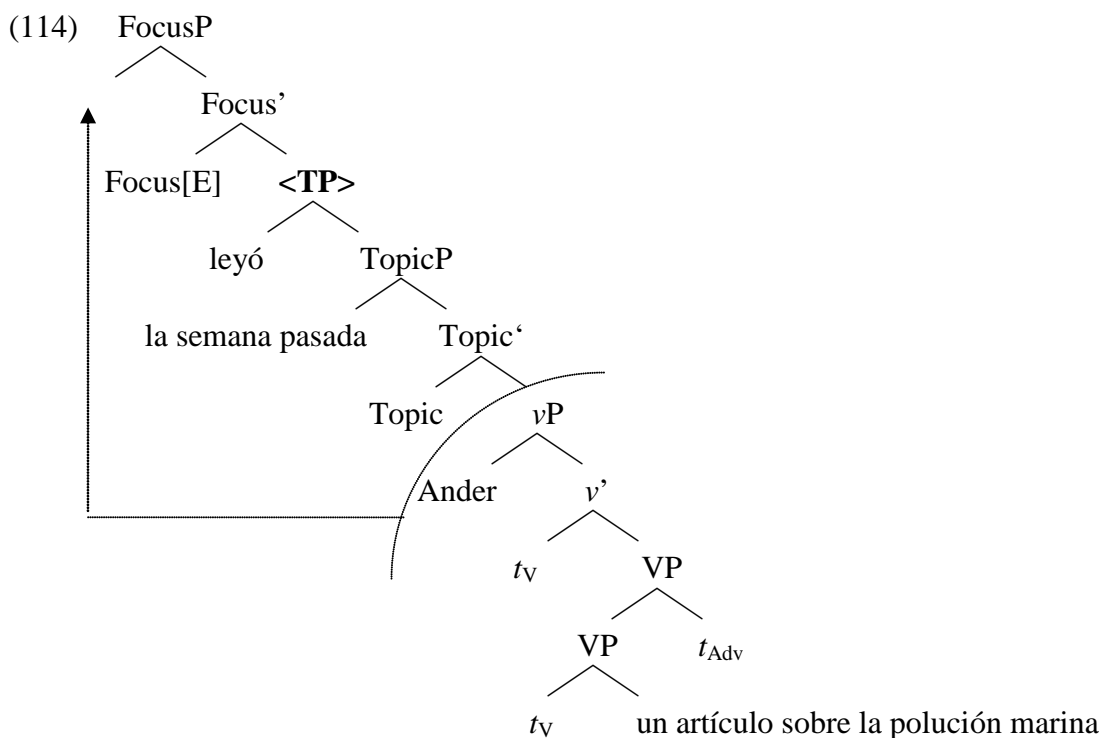 (114) FocusP
Focus’
Focus[E] <TP>
leyó TopicP
la semana pasada Topic‘
Topic vP
Ander v’
tV VP
VP tAdv
tV un artículo sobre la polución marina